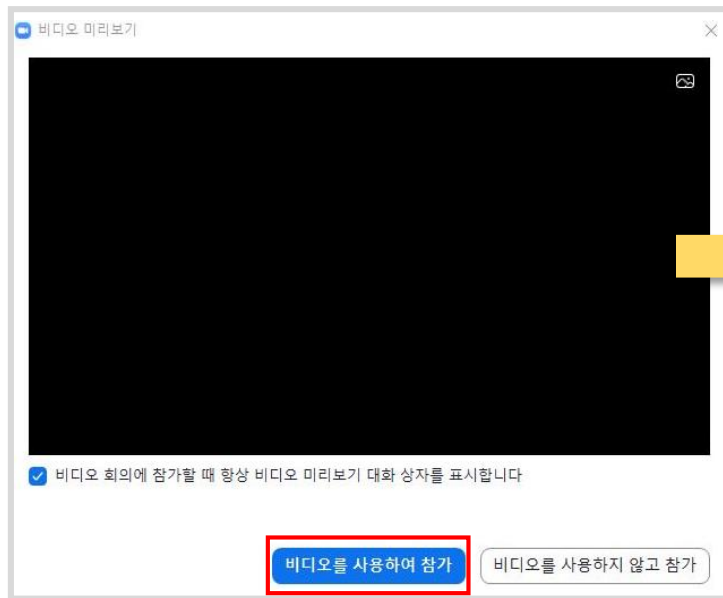 비디오 미리보기
비디오 회의에 참가할 때 항상 비디오 미리보기 대화 상자를 표시합니다
비디오를 사용하여 참가 비디오를 사용하지 않고 참가